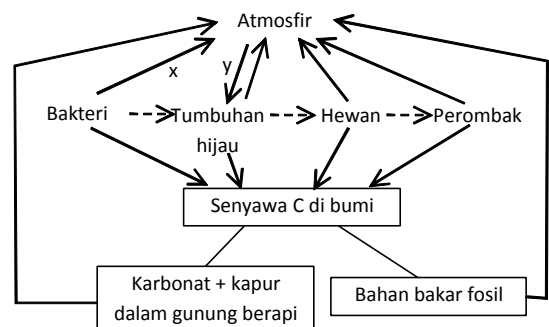 Atmosfir
x
y
Bakteri
Tumbuhan
hijau
Hewan
Perombak
Senyawa C di bumi
Karbonat + kapur
dalam gunung berapi
Bahan bakar fosil